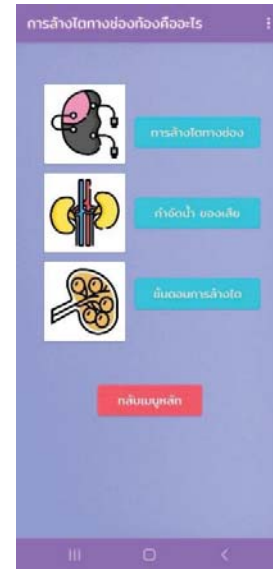 การล้างไตทางช่องท้องคืออะไร
การล้างไตทางช่อง
กำจัดน้ำ ของเสีย
ขั้นตอนการล้างไต
กลับเมนูหลัก